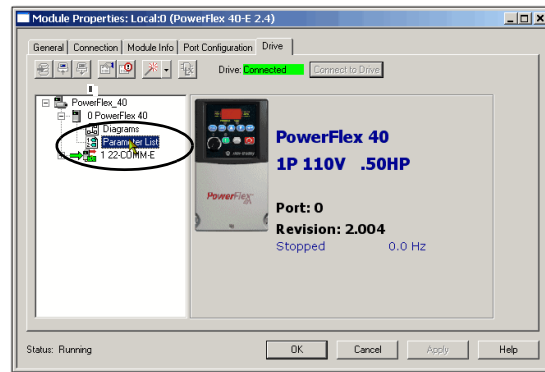 Module Properties: Local:0 (PowerFlex 40-E 2.4)
General Connection Module Info Port Configuration Drive
Drive: Connected Connect to Drive
PowerFlex_40
0 PowerFlex 40
Diagrams
Parameter List
1 22-COMM-E
PowerFlex
PowerFlex 40
1P 110V .50HP
Port: 0
Revision: 2.004
Stopped 0.0 Hz
Status: Running
OK Cancel Apply Help